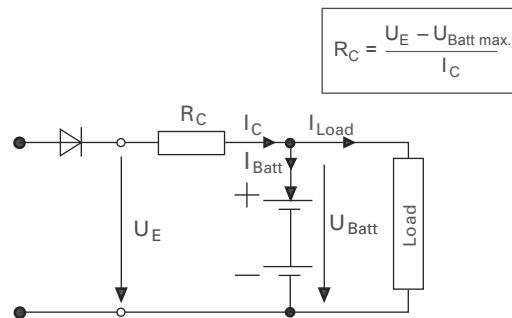 R_C = U_E – U_Batt max. / I_C
R_C I_C I_Load
I_Batt
+
U_E U_Batt Load
–